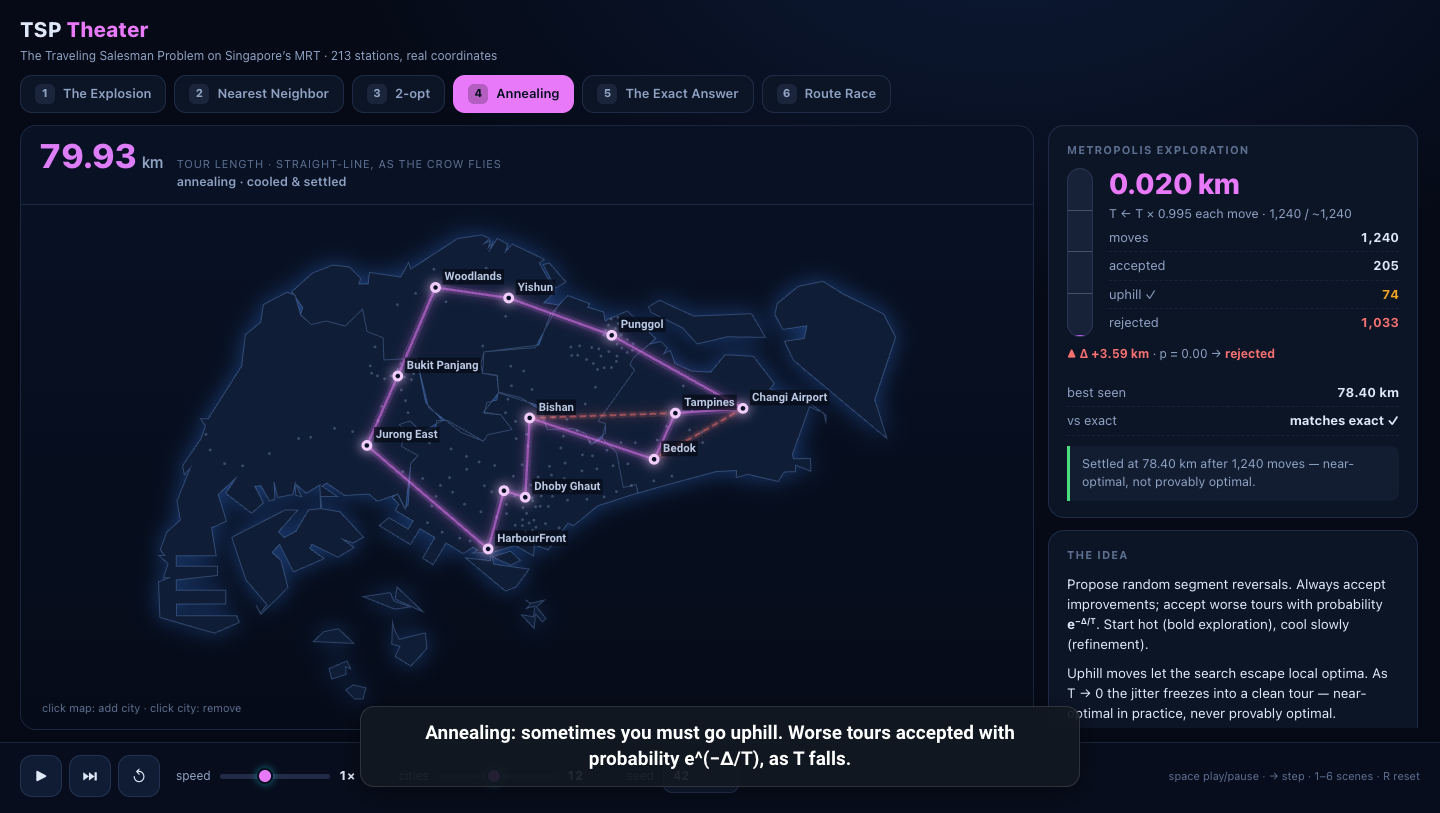 TSP Theater
The Traveling Salesman Problem on Singapore's MRT · 213 stations, real coordinates
1 The Explosion
2 Nearest Neighbor
3 2-opt
4 Annealing
5 The Exact Answer
6 Route Race
79.93 km
TOUR LENGTH · STRAIGHT-LINE, AS THE CROW FLIES
annealing · cooled & settled
Woodlands
Yishun
Punggol
Bukit Panjang
Changi Airport
Tampines
Bishan
Jurong East
Bedok
Dhoby Ghaut
HarbourFront
click map: add city · click city: remove
METROPOLIS EXPLORATION
0.020 km
T ← T × 0.995 each move · 1,240 / ~1,240
moves 1,240
accepted 205
uphill ✓ 74
rejected 1,033
▲ Δ +3.59 km · p = 0.00 → rejected
best seen 78.40 km
vs exact matches exact ✓
Settled at 78.40 km after 1,240 moves — near-
optimal, not provably optimal.
THE IDEA
Propose random segment reversals. Always accept
improvements; accept worse tours with probability
e^−Δ/T. Start hot (bold exploration), cool slowly
(refinement).
Uphill moves let the search escape local optima. As
T → 0 the jitter freezes into a clean tour — near-
optimal in practice, never provably optimal.
Annealing: sometimes you must go uphill. Worse tours accepted with
probability e^(−Δ/T), as T falls.
speed 1×
cities 12
seed 42
space play/pause · → step · 1–6 scenes · R reset